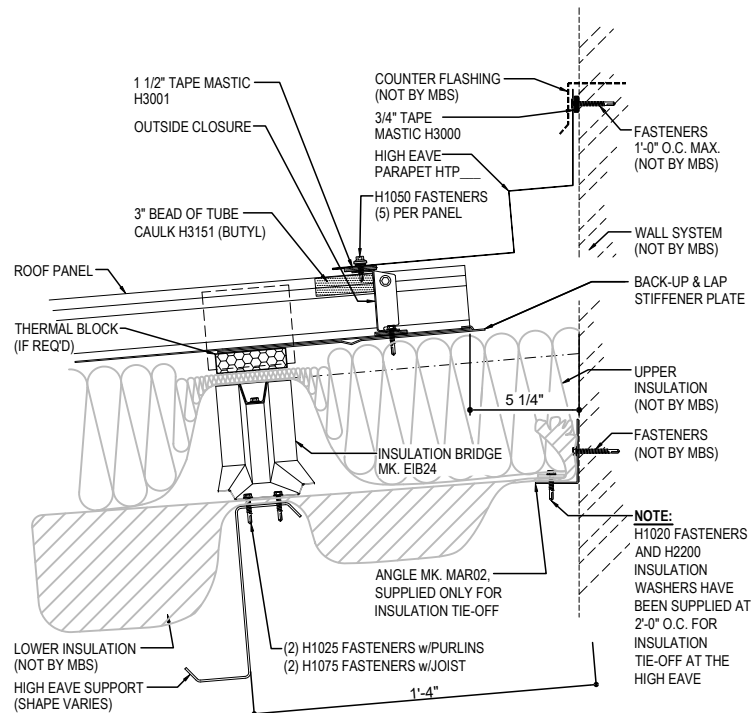 1 1/2" TAPE MASTIC
H3001
OUTSIDE CLOSURE
3" BEAD OF TUBE
CAULK H3151 (BUTYL)
ROOF PANEL
THERMAL BLOCK
(IF REQ'D)
COUNTER FLASHING
(NOT BY MBS)
3/4" TAPE
MASTIC H3000
HIGH EAVE
PARAPET HTP___
H1050 FASTENERS
(5) PER PANEL
FASTENERS
1'-0" O.C. MAX.
(NOT BY MBS)
WALL SYSTEM
(NOT BY MBS)
BACK-UP & LAP
STIFFENER PLATE
5 1/4"
UPPER
INSULATION
(NOT BY MBS)
FASTENERS
(NOT BY MBS)
INSULATION BRIDGE
MK. EIB24
NOTE:
H1020 FASTENERS
AND H2200
INSULATION
WASHERS HAVE
BEEN SUPPLIED AT
2'-0" O.C. FOR
INSULATION
TIE-OFF AT THE
HIGH EAVE
ANGLE MK. MAR02,
SUPPLIED ONLY FOR
INSULATION TIE-OFF
LOWER INSULATION
(NOT BY MBS)
HIGH EAVE SUPPORT
(SHAPE VARIES)
(2) H1025 FASTENERS w/PURLINS
(2) H1075 FASTENERS w/JOIST
1'-4"